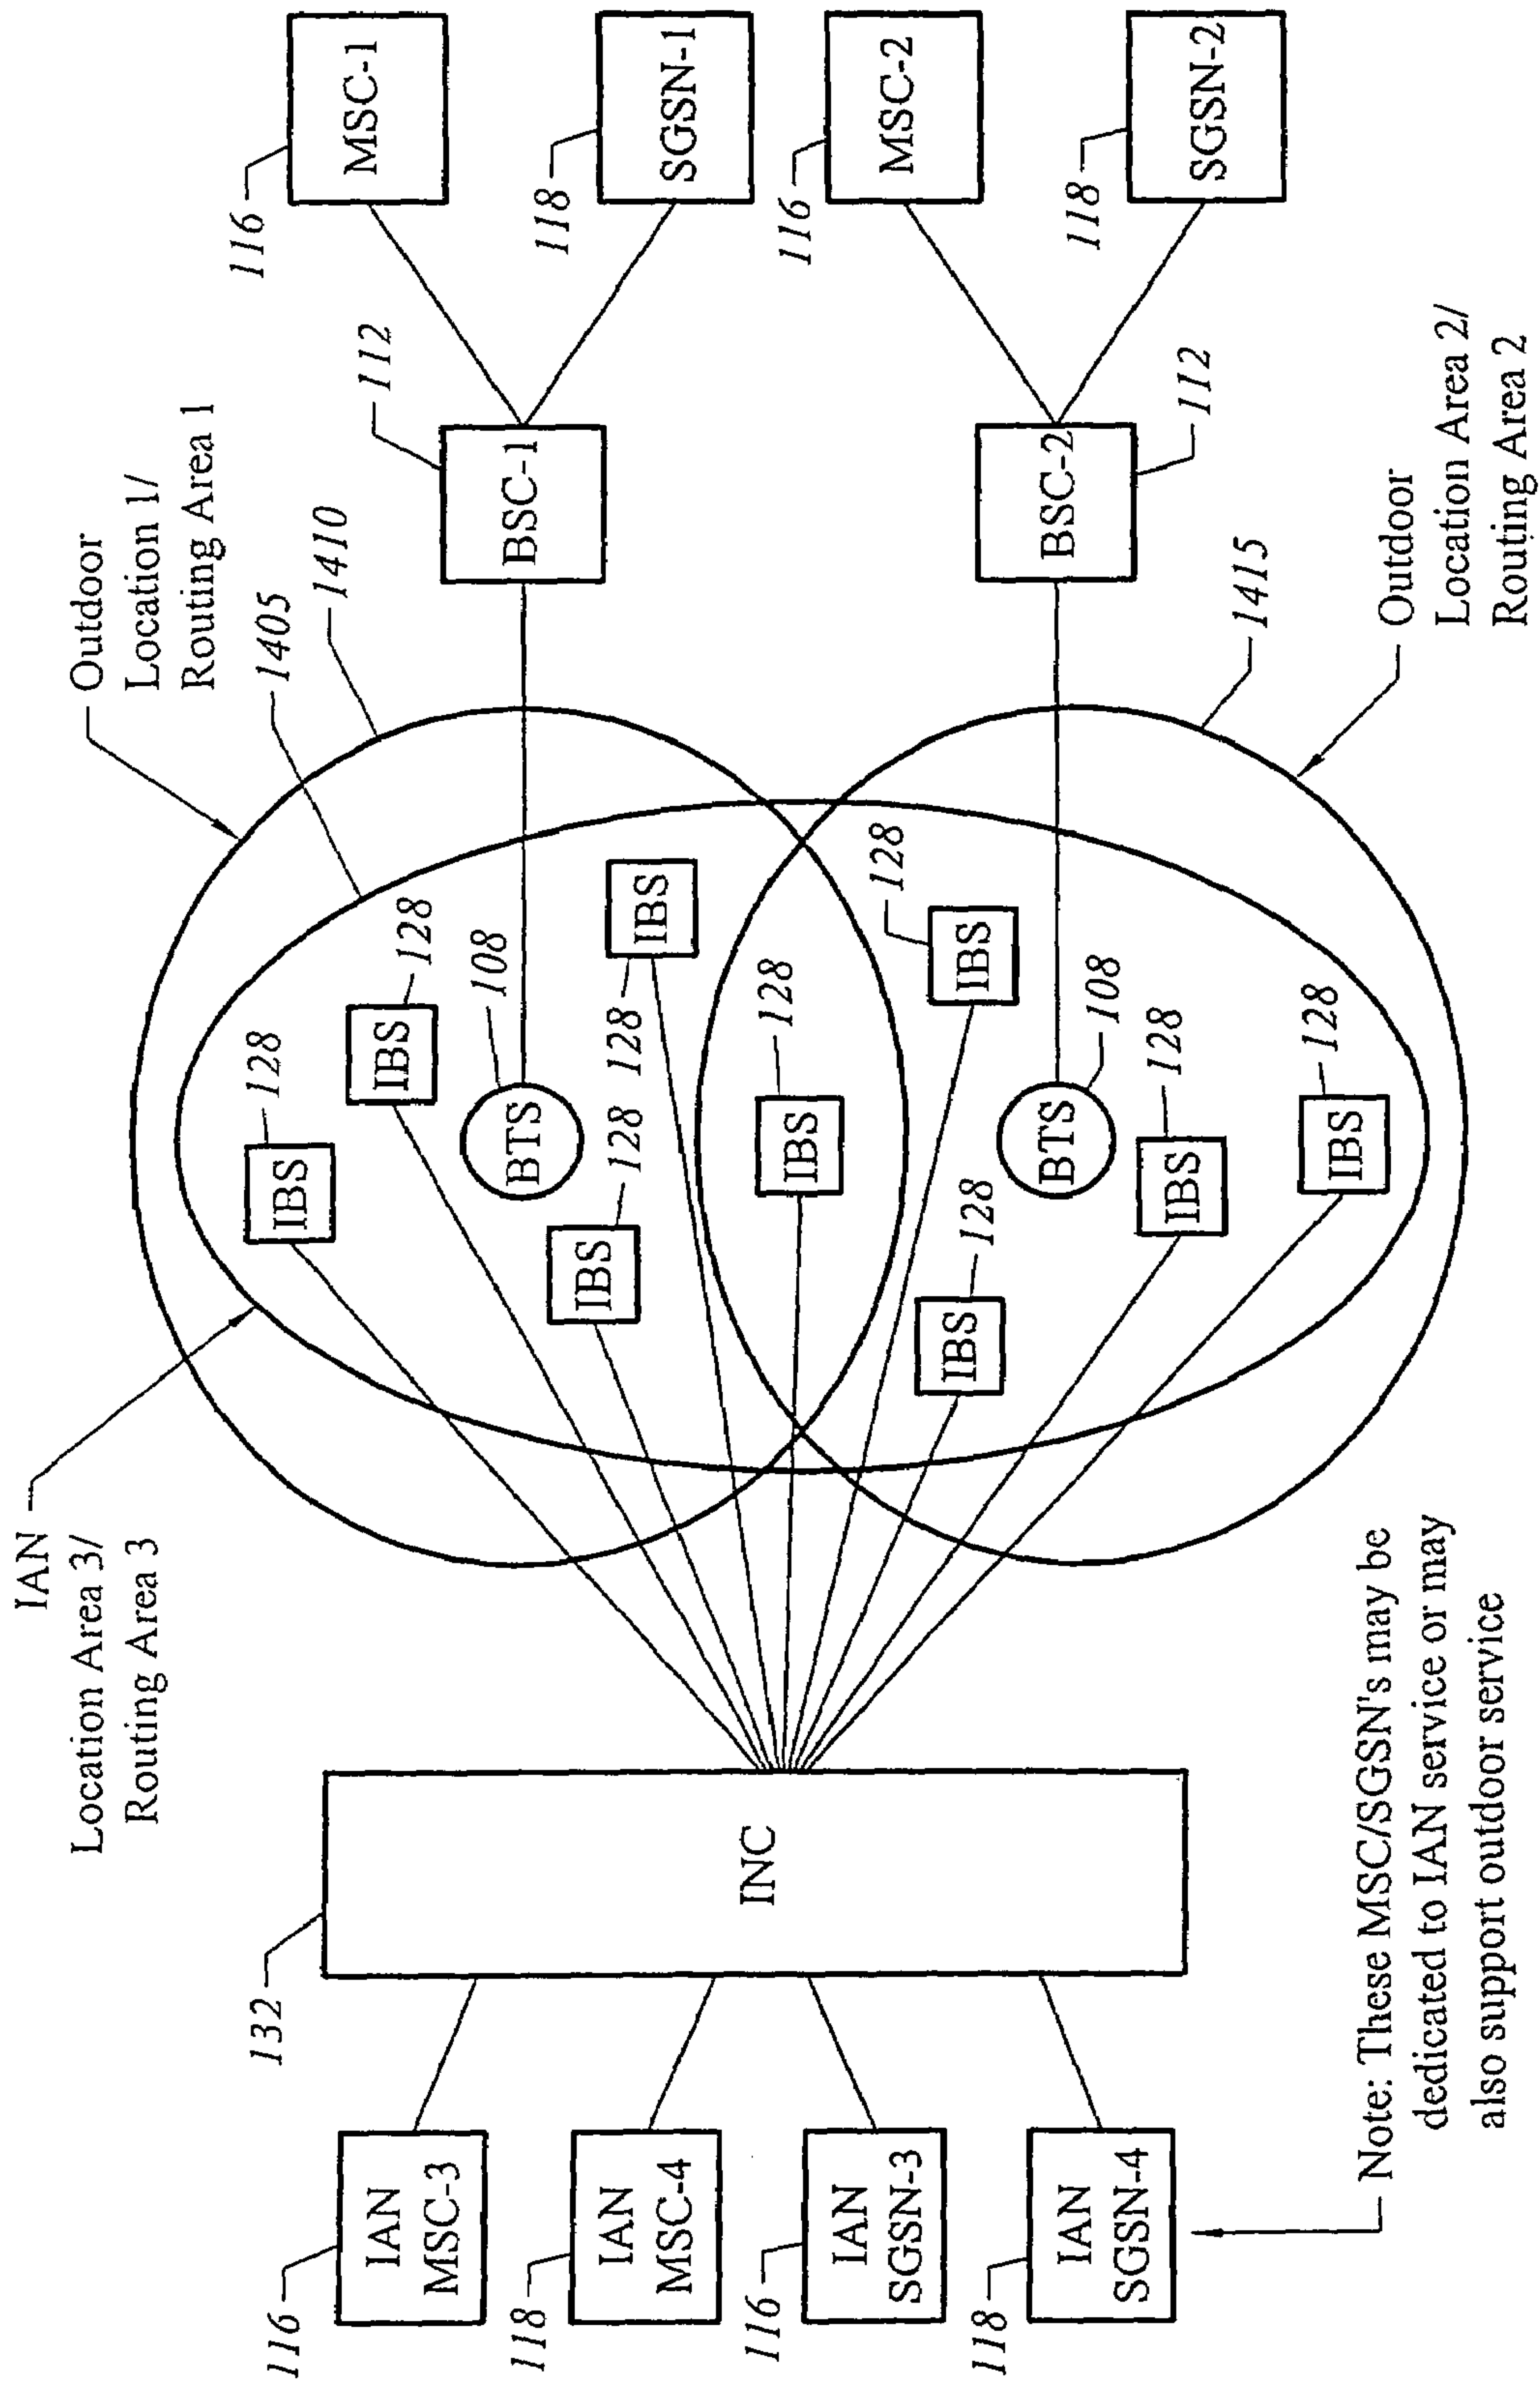 IAN
Location Area 3/
Routing Area 3
Outdoor
Location 1/
Routing Area 1
1405
1410
116
IAN
MSC-3
118
IAN
MSC-4
116
IAN
SGSN-3
118
IAN
SGSN-4
132
INC
128
IBS
128
IBS
108
BTS
128
IBS
128
IBS
128
IBS
128
IBS
128
IBS
108
BTS
128
IBS
128
IBS
112
BSC-1
116
MSC-1
118
SGSN-1
112
BSC-2
116
MSC-2
118
SGSN-2
1415
Outdoor
Location Area 2/
Routing Area 2
Note: These MSC/SGSN's may be
dedicated to IAN service or may
also support outdoor service